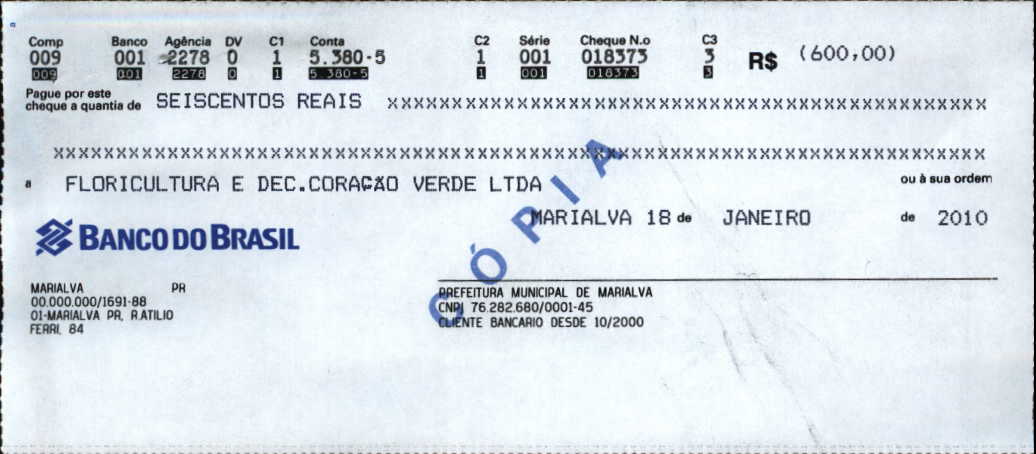 Comp Banco Agência DV C1 Conta C2 Série Cheque N.o C3
009 001 2278 0 1 5.380-5 1 001 018373 3 R$ (600,00)
009 001 2278 0 1 5.380-5 1 001 018373 3
Pague por este
cheque a quantia de SEISCENTOS REAIS xxxxxxxxxxxxxxxxxxxxxxxxxxxxxxxxxxxxxxxxxxxxxxx
xxxxxxxxxxxxxxxxxxxxxxxxxxxxxxxxxxxxxxxxxxxxxxxxxxxxxxxxxxxxxxxxxxxxxxxxx
a FLORICULTURA E DEC.CORAÇÃO VERDE LTDA ou à sua ordem
MARIALVA 18 de JANEIRO de 2010
CÓPIA
BANCO DO BRASIL
MARIALVA PR
00.000.000/1691-88
01-MARIALVA PR, R.ATILIO
FERRI, 84
PREFEITURA MUNICIPAL DE MARIALVA
CNPJ 76.282.680/0001-45
CLIENTE BANCARIO DESDE 10/2000